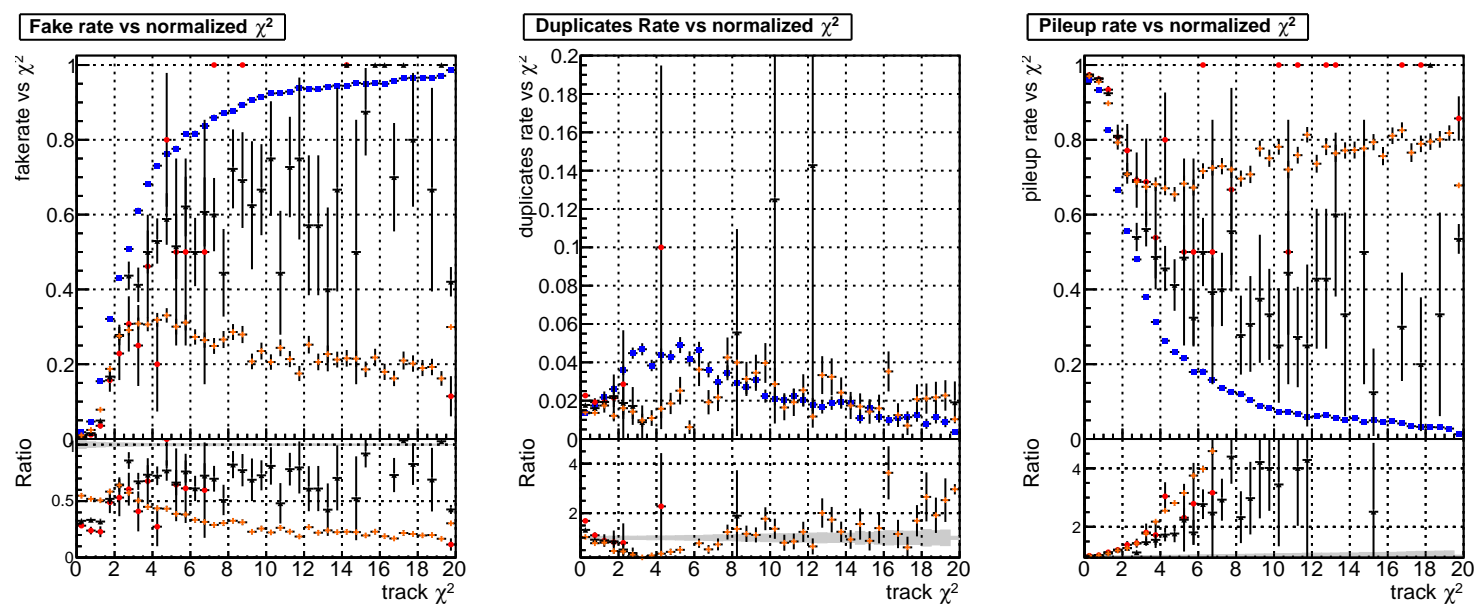 Fake rate vs normalized χ²
fakerate vs χ²
1
0.8
0.6
0.4
0.2
0
Ratio
0.5
0
0 2 4 6 8 10 12 14 16 18 20
track χ²
Duplicates Rate vs normalized χ²
duplicates rate vs χ²
0.2
0.18
0.16
0.14
0.12
0.1
0.08
0.06
0.04
0.02
0
Ratio
4
2
0 2 4 6 8 10 12 14 16 18 20
track χ²
Pileup rate vs normalized χ²
pileup rate vs χ²
1
0.8
0.6
0.4
0.2
0
Ratio
4
2
0 2 4 6 8 10 12 14 16 18 20
track χ²